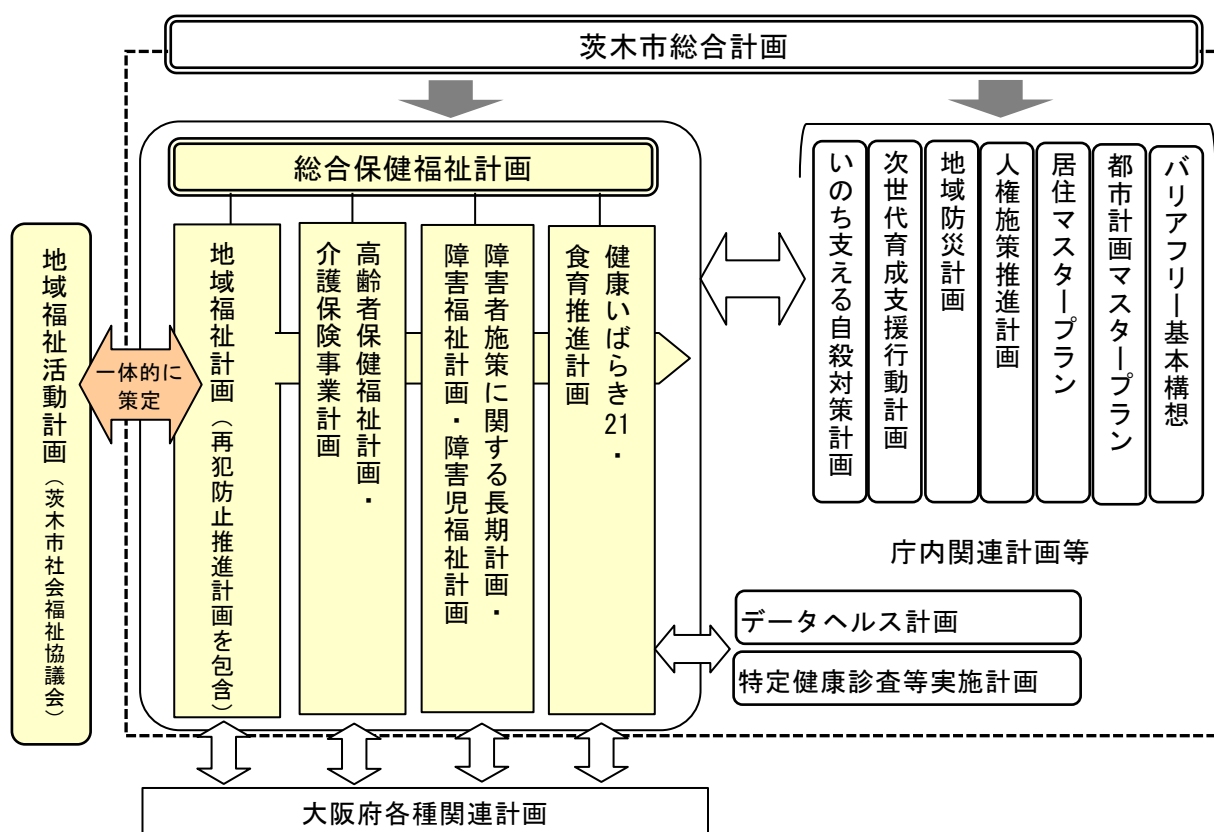 茨木市総合計画
総合保健福祉計画
地域福祉活動計画（茨木市社会福祉協議会）
一体的に
策定
地域福祉計画（再犯防止推進計画を包含）
高齢者保健福祉計画・
介護保険事業計画
障害者施策に関する長期計画・
障害福祉計画・障害児福祉計画
健康いばらき21・
食育推進計画
いのち支える自殺対策計画
次世代育成支援行動計画
地域防災計画
人権施策推進計画
居住マスタープラン
都市計画マスタープラン
バリアフリー基本構想
庁内関連計画等
データヘルス計画
特定健康診査等実施計画
大阪府各種関連計画